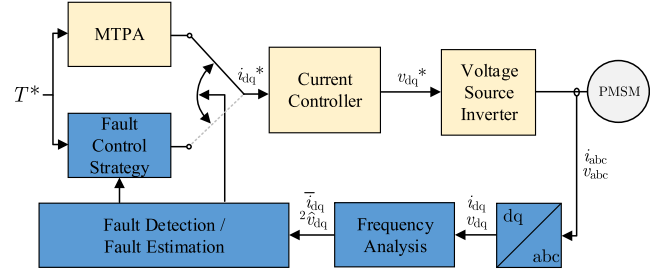 MTPA
T*
Fault
Control
Strategy
i_dq*
Current
Controller
v_dq*
Voltage
Source
Inverter
PMSM
i_abc
v_abc
Fault Detection /
Fault Estimation
i̅_dq
²v̂_dq
Frequency
Analysis
i_dq
v_dq
dq
abc